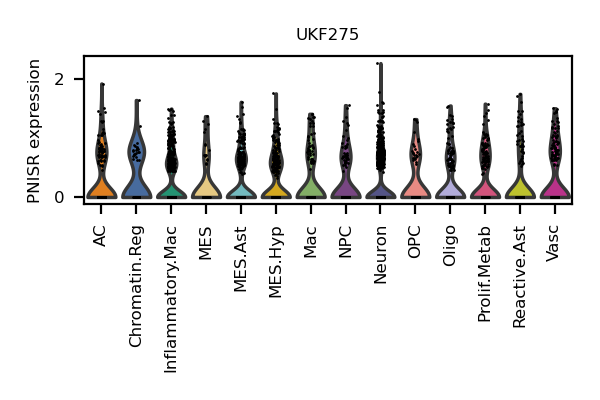 UKF275
PNISR expression
2
0
AC
Chromatin.Reg
Inflammatory.Mac
MES
MES.Ast
MES.Hyp
Mac
NPC
Neuron
OPC
Oligo
Prolif.Metab
Reactive.Ast
Vasc